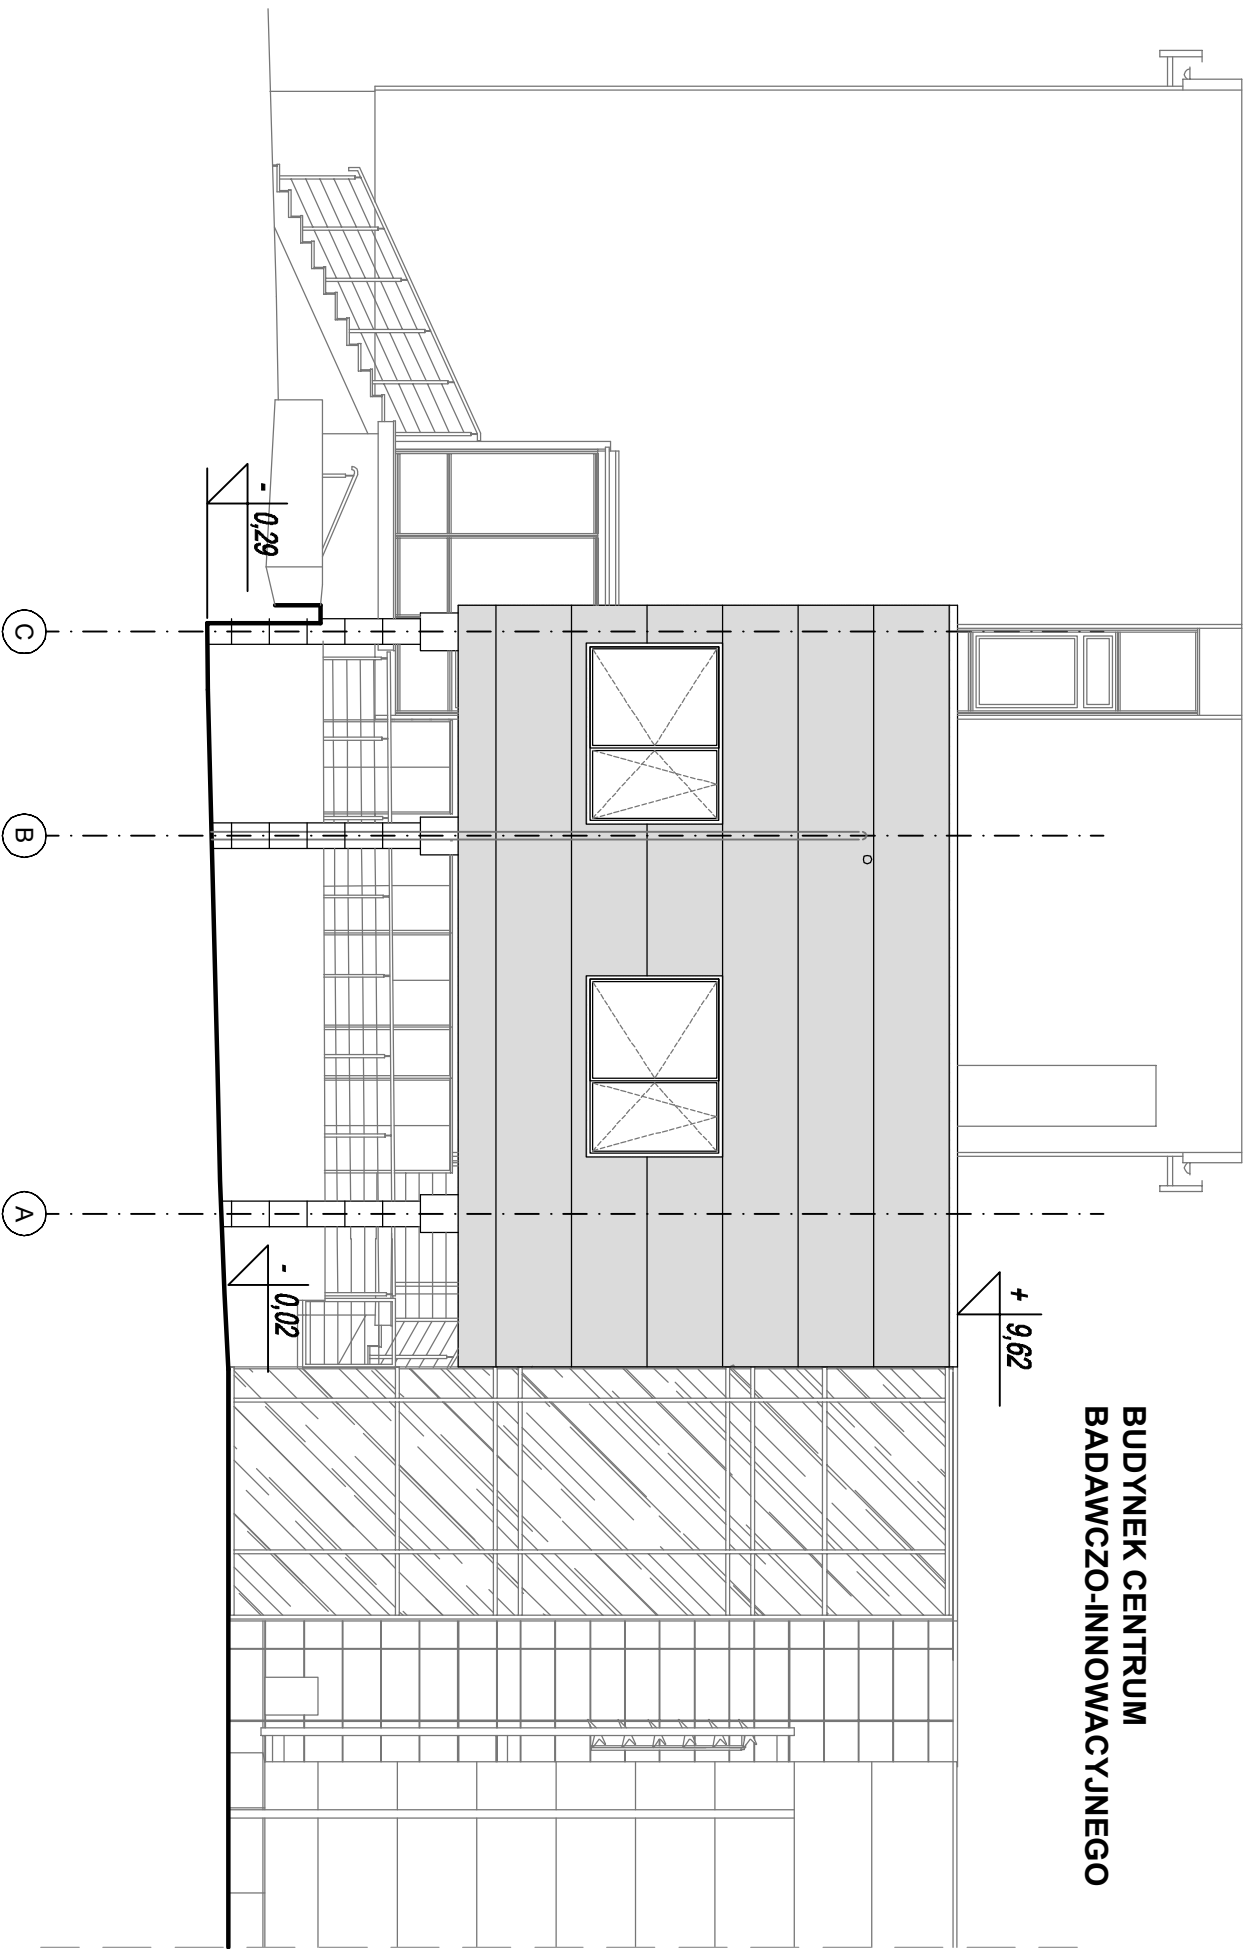 BUDYNEK CENTRUM
BADAWCZO-INNOWACYJNEGO
+ 9,62
- 0,29
- 0,02
C
B
A